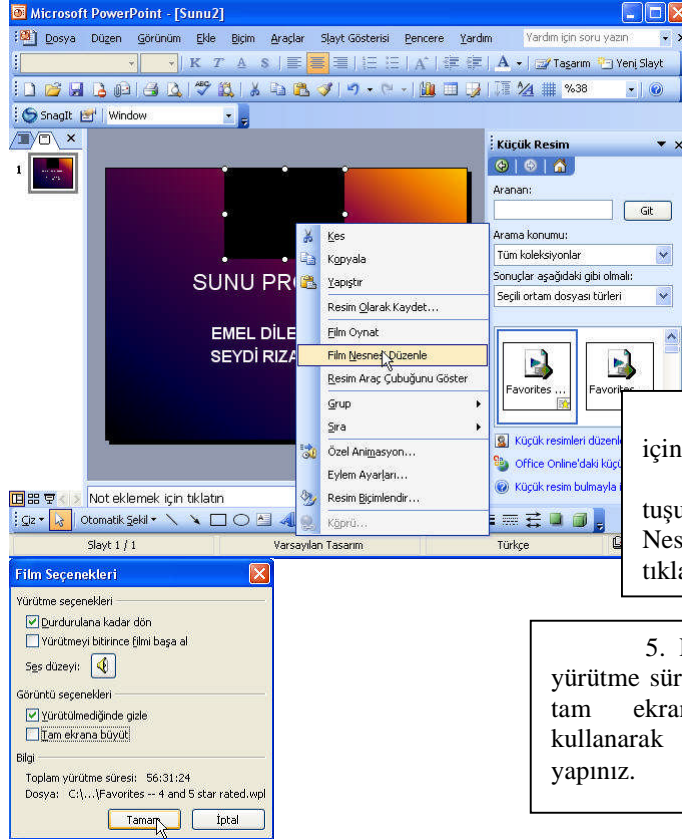 Microsoft PowerPoint - [Sunu2]
Dosya Düzen Görünüm Ekle Biçim Araçlar Slayt Gösterisi Pencere Yardım Yardım için soru yazın
K T A S A Tasarım Yeni Slayt
%38
SnagIt Window
1
SUNU PR
EMEL DİLE
SEYDİ RIZA
Kes
Kopyala
Yapıştır
Resim Olarak Kaydet...
Film Oynat
Film Nesnesi Düzenle
Resim Araç Çubuğunu Göster
Grup
Sıra
Özel Animasyon...
Eylem Ayarları...
Resim Biçimlendir...
Köprü...
Küçük Resim
Aranan:
Git
Arama konumu:
Tüm koleksiyonlar
Sonuçlar aşağıdaki gibi olmalı:
Seçili ortam dosyası türleri
Favorites ... Favorites
Küçük resimleri düzenl
Office Online'daki küçü
Küçük resim bulmayla i
Not eklemek için tıklatın
Çiz Otomatik Şekil
Slayt 1 / 1 Varsayılan Tasarım Türkçe
için
tuşu
Nes
tıkla
Film Seçenekleri
Yürütme seçenekleri
Durdurulana kadar dön
Yürütmeyi bitirince filmi başa al
Ses düzeyi:
Görüntü seçenekleri
Yürütülmediğinde gizle
Tam ekrana büyüt
Bilgi
Toplam yürütme süresi: 56:31:24
Dosya: C:\...\Favorites -- 4 and 5 star rated.wpl
Tamam İptal
5.
yürütme sür
tam ekran
kullanarak
yapınız.